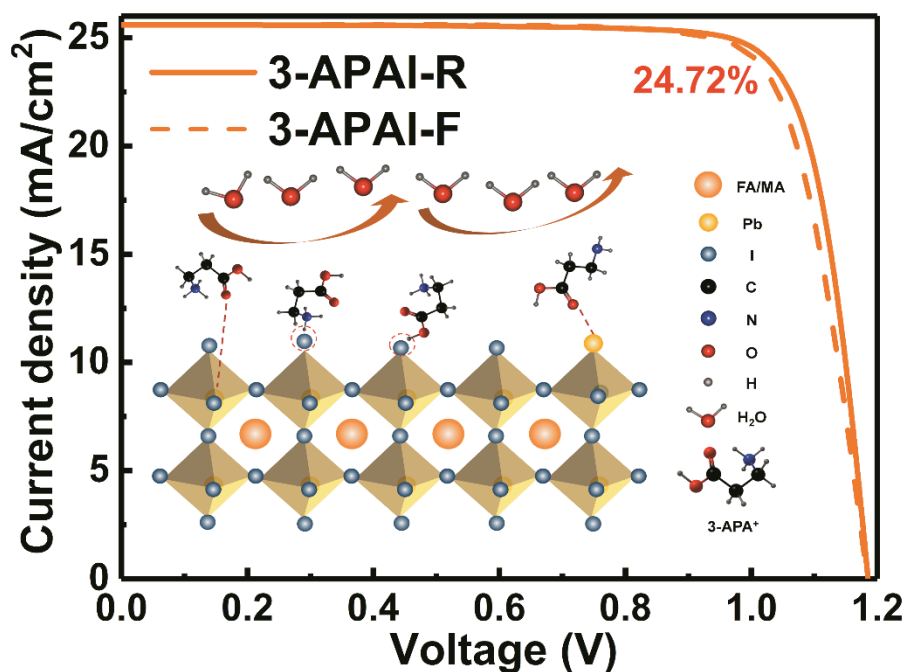 Current density (mA/cm²)
25
20
15
10
5
0
3-APAI-R
3-APAI-F
24.72%
FA/MA
Pb
I
C
N
O
H
H₂O
3-APA⁺
0.0 0.2 0.4 0.6 0.8 1.0 1.2
Voltage (V)